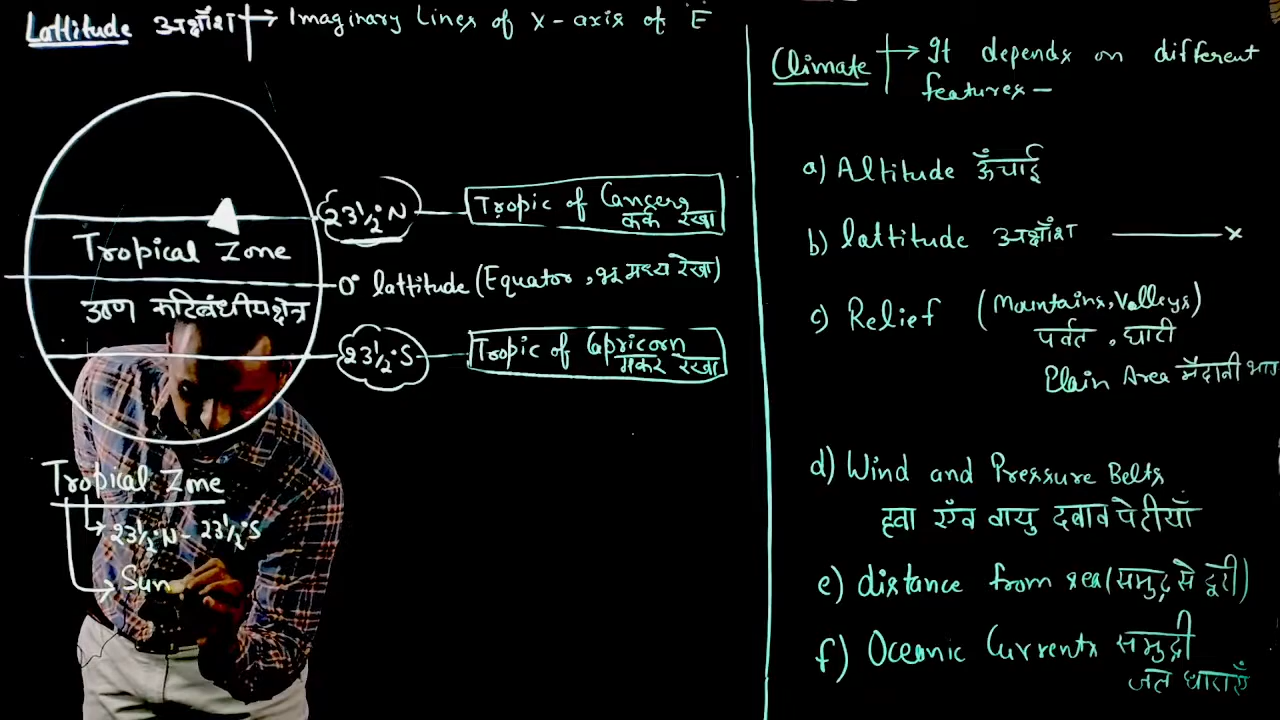 Lattitude अक्षाँश → Imaginary Lines of X-axis of E
23½°N — Tropic of Cancers
कर्क रेखा
Tropical Zone
0° lattitude (Equator, भू मध्य रेखा)
उष्ण कटिबंधीय क्षेत्र
23½°S — Tropic of Capricorn
मकर रेखा
Tropical Zone
→ 23½°N - 23½°S
→ Sun
Climate → It depends on different
features —
a) Altitude ऊँचाई
b) lattitude अक्षाँश ——— x
c) Relief (Mountains, Valleys)
पर्वत, घाटी
Plain Area मैदानी
d) Wind and Pressure Belts
हवा एँव वायु दबाव पेटीयाँ
e) distance from sea (समुद्र से दूरी)
f) Oceanic Currents समुद्री
जल धाराएँ